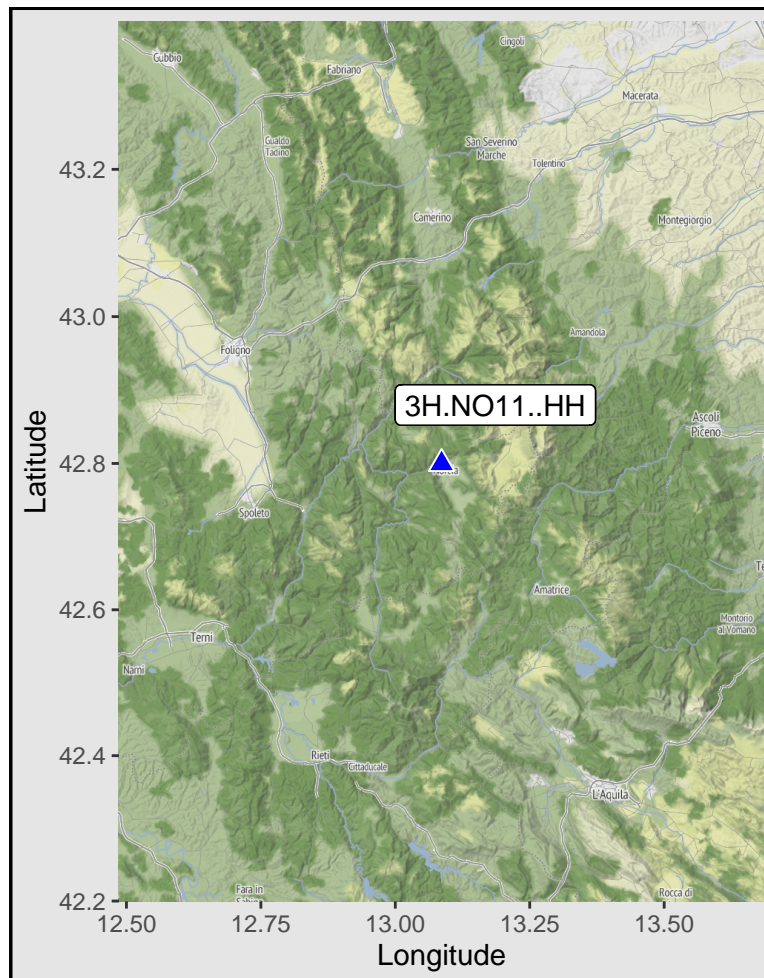 Cingoli
Gubbio
Fabriano
Macerata
Gualdo
Tadino
San Severino
Marche
Tolentino
43.2
Camerino
Montegiorgio
43.0
Amandola
Foligno
3H.NO11..HH
Ascoli
Piceno
Latitude
42.8
Norcia
Spoleto
Amatrice
42.6
Montorio
al Vomano
Terni
Narni
42.4
Rieti
Cittaducale
L'Aquila
Fara in
Rocca di
42.2
12.50 12.75 13.00 13.25 13.50
Longitude